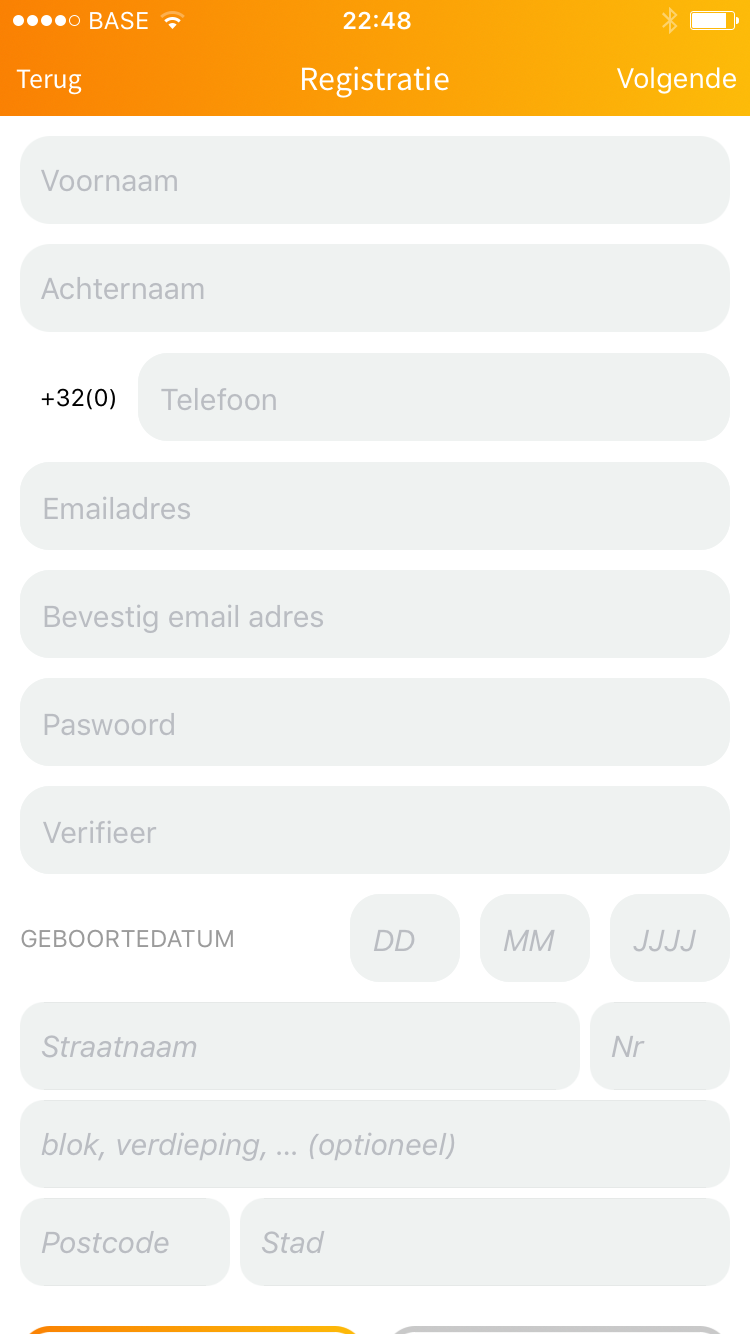 BASE 22:48
Terug Registratie Volgende
Voornaam
Achternaam
+32(0) Telefoon
Emailadres
Bevestig email adres
Paswoord
Verifieer
GEBOORTEDATUM DD MM JJJJ
Straatnaam Nr
blok, verdieping, ... (optioneel)
Postcode Stad